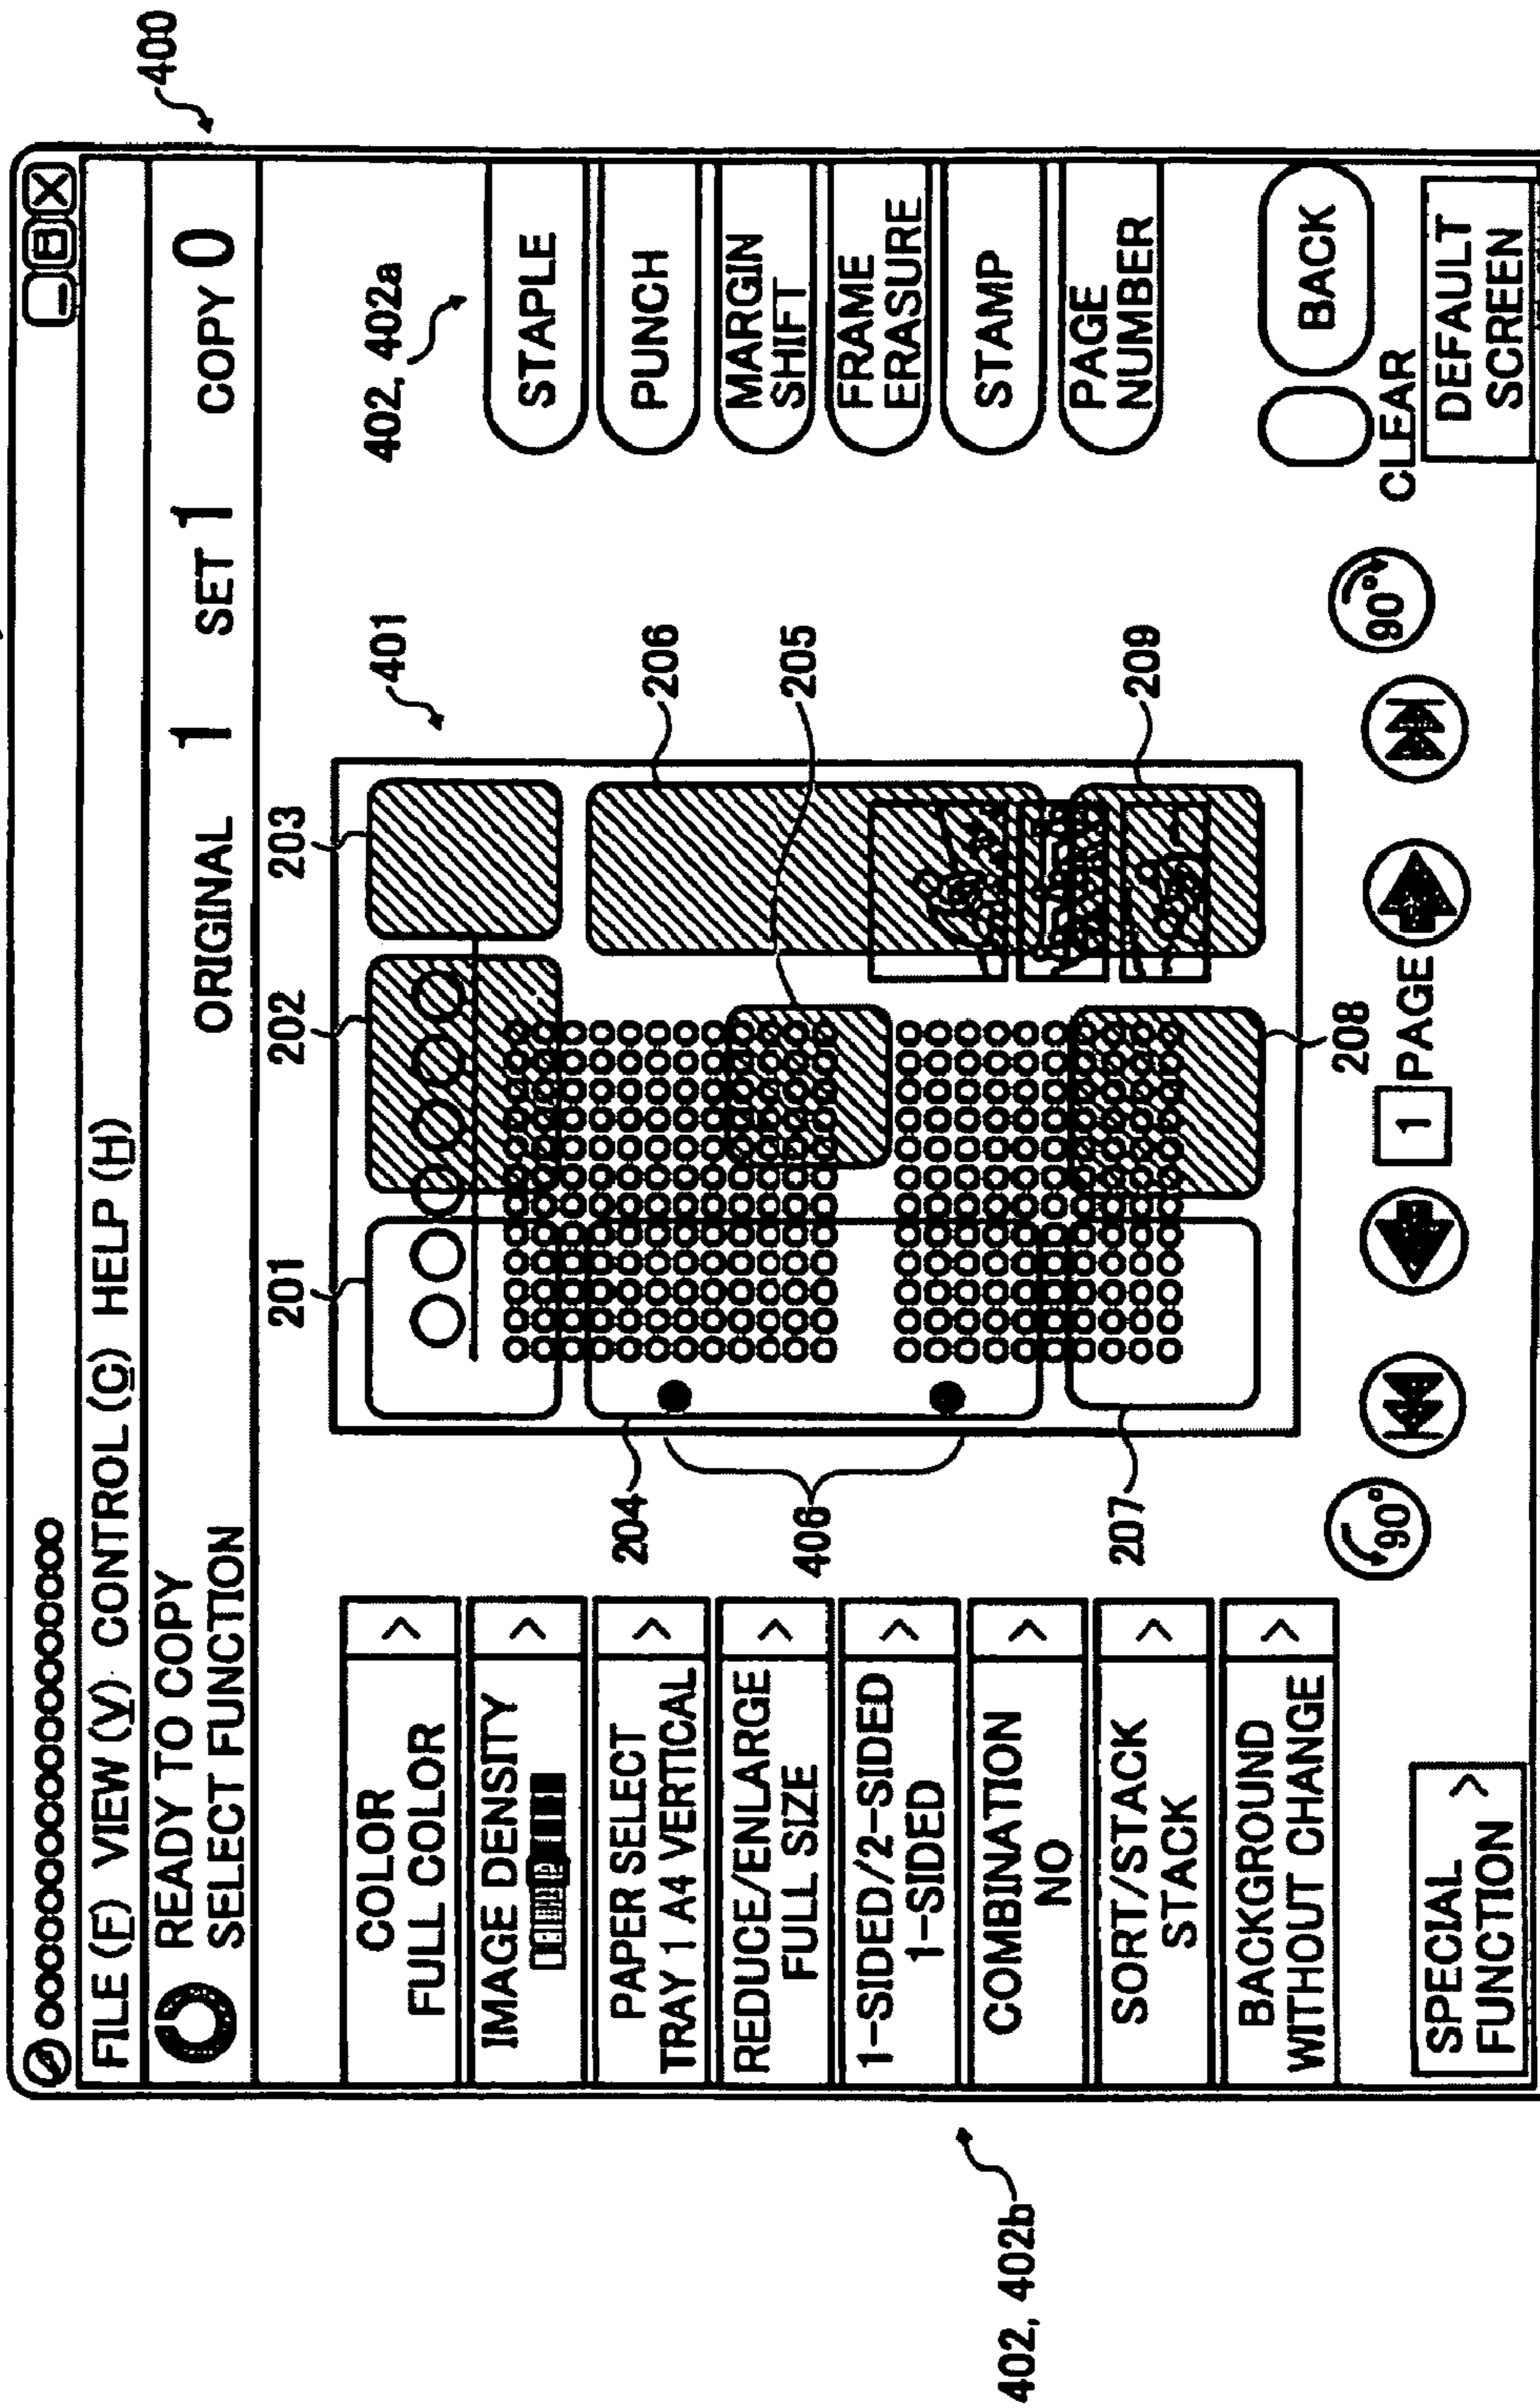 400
FILE (F) VIEW (V) CONTROL (C) HELP (H)
READY TO COPY
SELECT FUNCTION
ORIGINAL 1 SET 1 COPY 0
402, 402a
401
201
202
203
204
205
206
207
208
209
406
402, 402b
COLOR
FULL COLOR
>
IMAGE DENSITY
>
PAPER SELECT
TRAY 1 A4 VERTICAL
>
REDUCE/ENLARGE
FULL SIZE
>
1-SIDED/2-SIDED
1-SIDED
>
COMBINATION
NO
>
SORT/STACK
STACK
>
BACKGROUND
WITHOUT CHANGE
>
SPECIAL
FUNCTION
>
STAPLE
PUNCH
MARGIN
SHIFT
FRAME
ERASURE
STAMP
PAGE
NUMBER
90°
1 PAGE
90°
CLEAR
BACK
DEFAULT
SCREEN